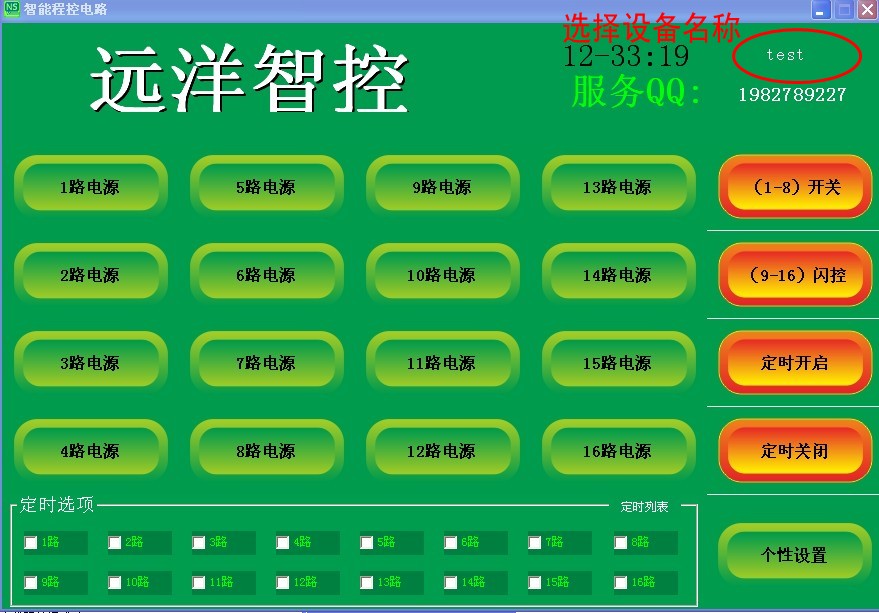 NS 智能程控电路
选择设备名称
远洋智控
12-33:19
test
服务QQ:
1982789227
1路电源 5路电源 9路电源 13路电源 (1-8)开关
2路电源 6路电源 10路电源 14路电源 (9-16)闪控
3路电源 7路电源 11路电源 15路电源 定时开启
4路电源 8路电源 12路电源 16路电源 定时关闭
定时选项 定时列表
1路 2路 3路 4路 5路 6路 7路 8路
个性设置
9路 10路 11路 12路 13路 14路 15路 16路